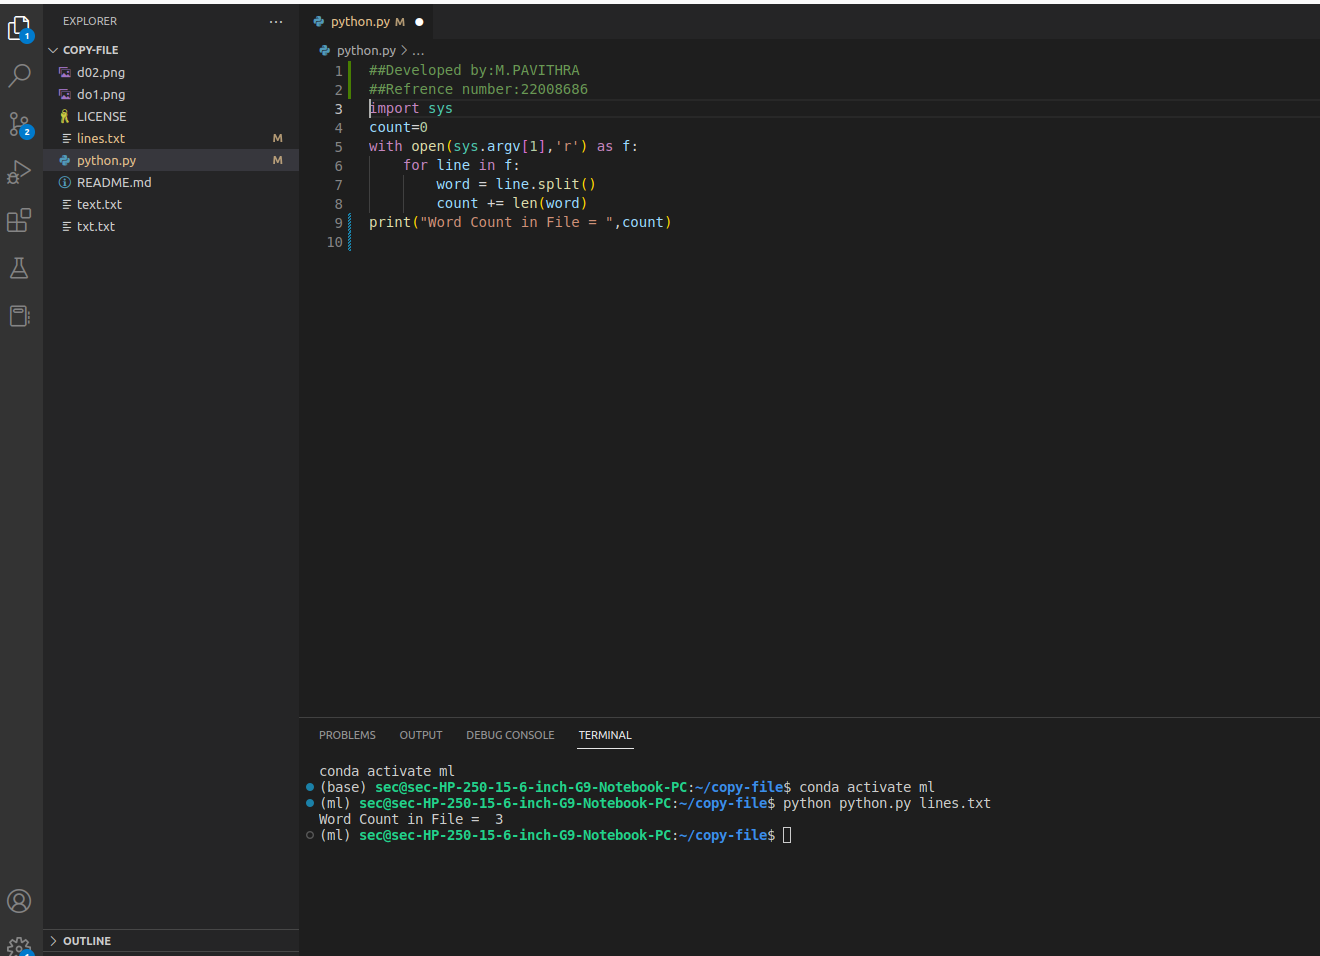 EXPLORER ...
COPY-FILE
d02.png
do1.png
LICENSE
lines.txt M
python.py M
README.md
text.txt
txt.txt
OUTLINE
1
2
python.py M
python.py > ...
1 ##Developed by:M.PAVITHRA
2 ##Refrence number:22008686
3 import sys
4 count=0
5 with open(sys.argv[1],'r') as f:
6 for line in f:
7 word = line.split()
8 count += len(word)
9 print("Word Count in File = ",count)
10
PROBLEMS OUTPUT DEBUG CONSOLE TERMINAL
conda activate ml
(base) sec@sec-HP-250-15-6-inch-G9-Notebook-PC:~/copy-file$ conda activate ml
(ml) sec@sec-HP-250-15-6-inch-G9-Notebook-PC:~/copy-file$ python python.py lines.txt
Word Count in File =  3
(ml) sec@sec-HP-250-15-6-inch-G9-Notebook-PC:~/copy-file$